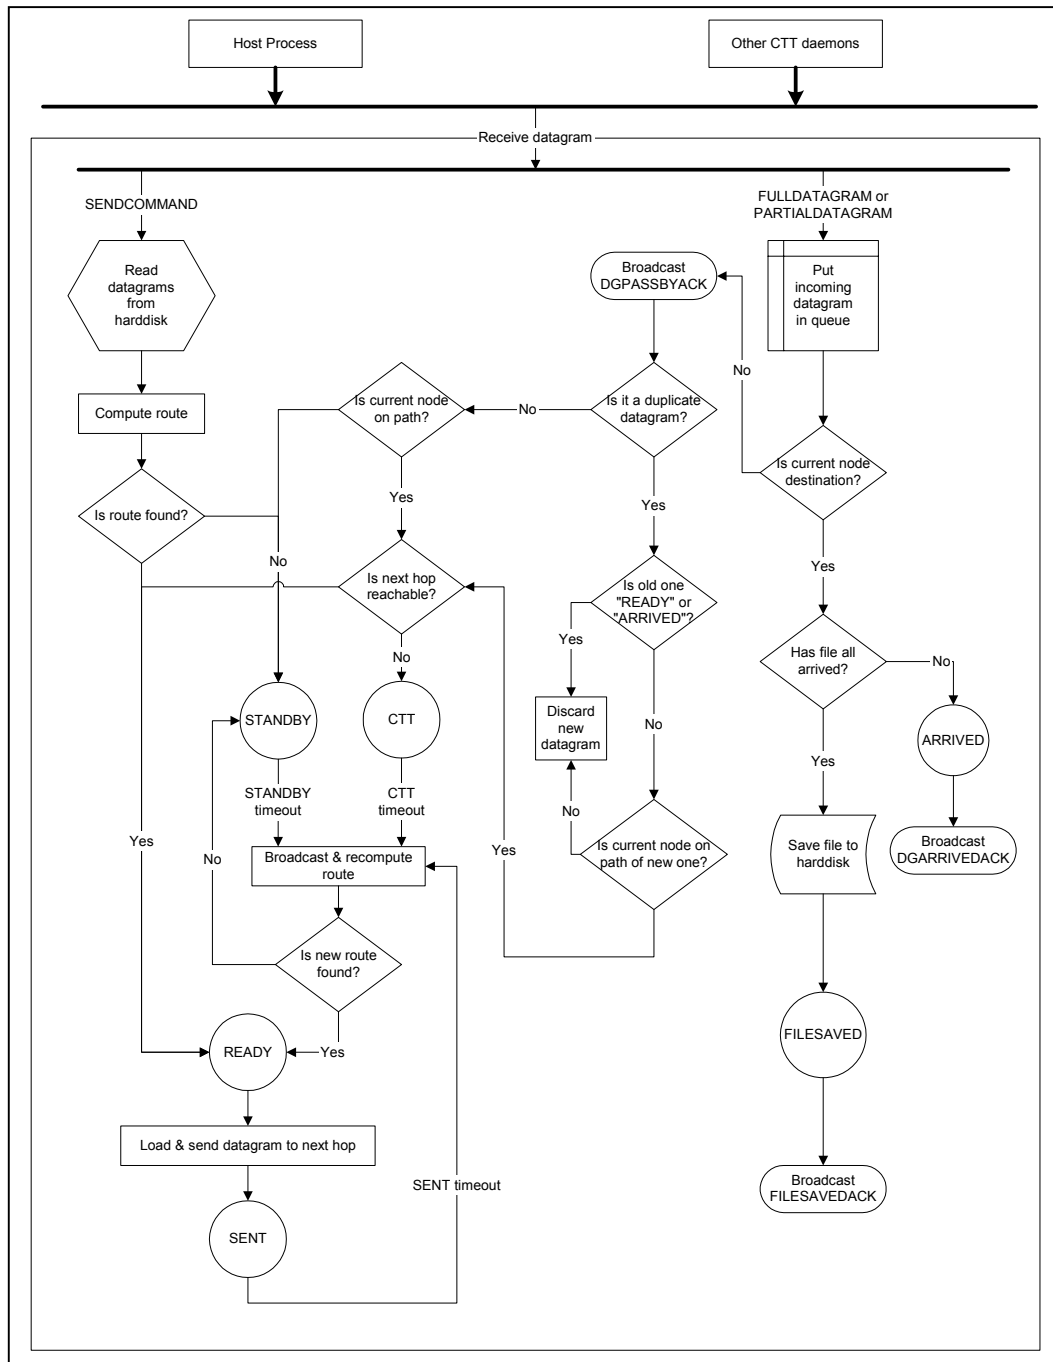 Host Process
Other CTT daemons
Receive datagram
SENDCOMMAND
FULLDATAGRAM or
PARTIALDATAGRAM
Read
datagrams
from
harddisk
Broadcast
DGPASSBYACK
Put
incoming
datagram
in queue
No
Compute route
Is current node
on path?
No
Is it a duplicate
datagram?
Is current node
destination?
Yes
Yes
Is route found?
No
Yes
Is next hop
reachable?
Is old one
"READY" or
"ARRIVED"?
Yes
No
Has file all
arrived?
No
STANDBY
CTT
Discard
new
datagram
No
ARRIVED
Yes
STANDBY
timeout
CTT
timeout
No
Yes
No
Yes
Broadcast & recompute
route
Is current node on
path of new one?
Save file to
harddisk
Broadcast
DGARRIVEDACK
Is new route
found?
READY
Yes
FILESAVED
Load & send datagram to next hop
SENT timeout
Broadcast
FILESAVEDACK
SENT